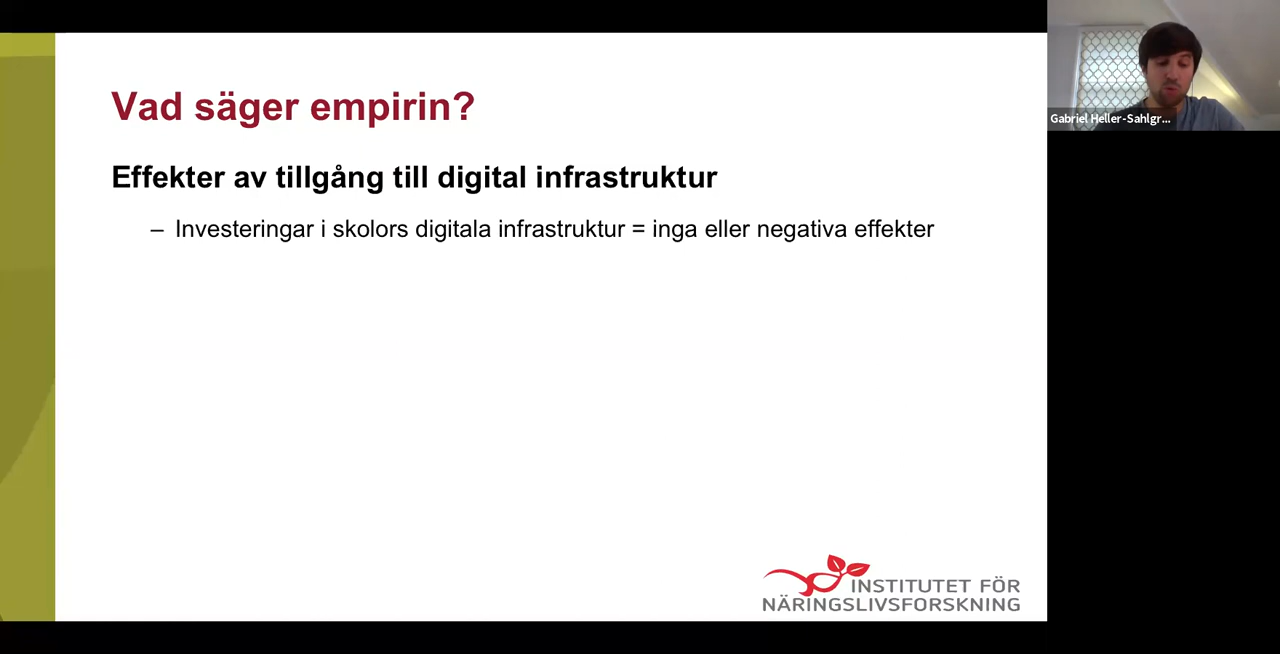 Vad säger empirin?
Effekter av tillgång till digital infrastruktur
– Investeringar i skolors digitala infrastruktur = inga eller negativa effekter
Gabriel Heller-Sahlgr...
INSTITUTET FÖR
NÄRINGSLIVSFORSKNING